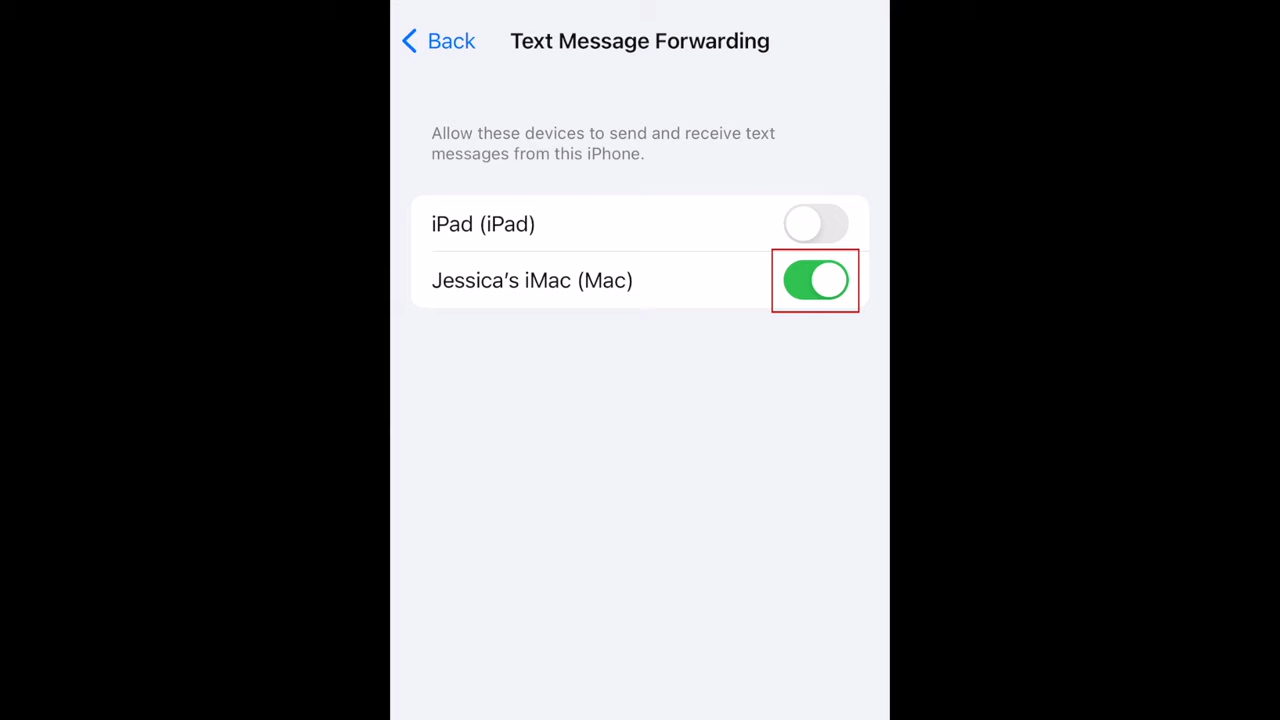 Back
Text Message Forwarding
Allow these devices to send and receive text
messages from this iPhone.
iPad (iPad)
Jessica’s iMac (Mac)